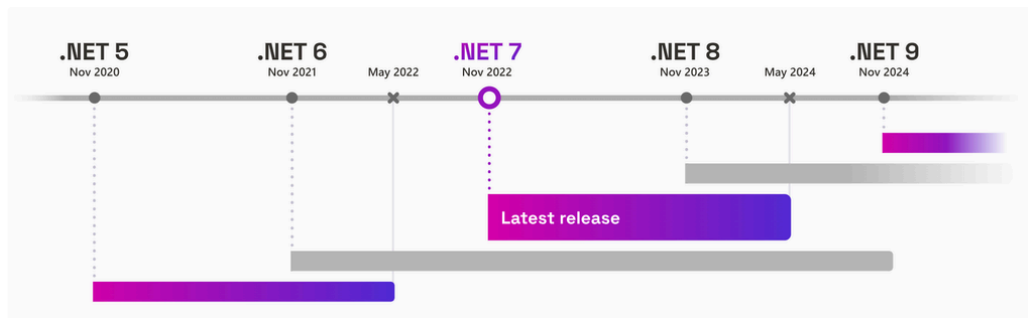 .NET 5
Nov 2020
.NET 6
Nov 2021
May 2022
.NET 7
Nov 2022
.NET 8
Nov 2023
May 2024
.NET 9
Nov 2024
Latest release